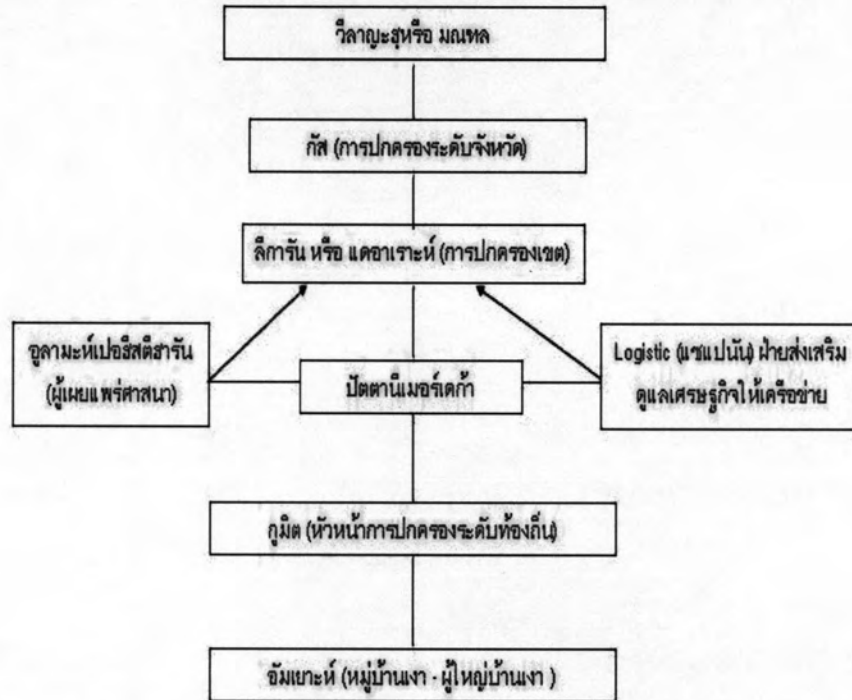 วิลาญะฮฺหรือ มณฑล
กัส (การปกครองระดับจังหวัด)
ลีการัน หรือ แดอาเราะห์ (การปกครองเขต)
อูลามะห์เปอฮิสติฮารัน
(ผู้เผยแพร่ศาสนา)
ปัตตานีเมอร์เดก้า
Logistic (แซแปนัน) ฝ่ายส่งเสริม
ดูแลเศรษฐกิจให้เครือข่าย
กูมิต (หัวหน้าการปกครองระดับท้องถิ่น)
อัมเยาะห์ (หมู่บ้านเงา - ผู้ใหญ่บ้านเงา )